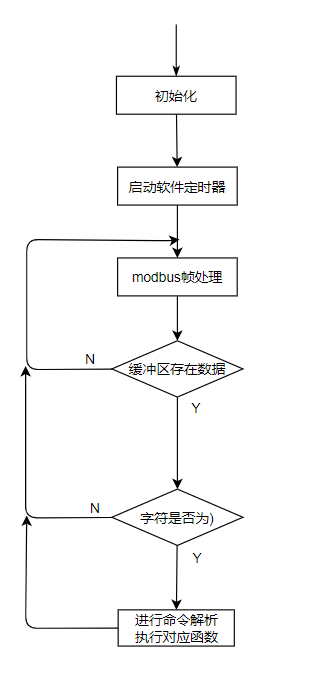 初始化
启动软件定时器
modbus帧处理
N
缓冲区存在数据
Y
N
字符是否为)
Y
进行命令解析
执行对应函数